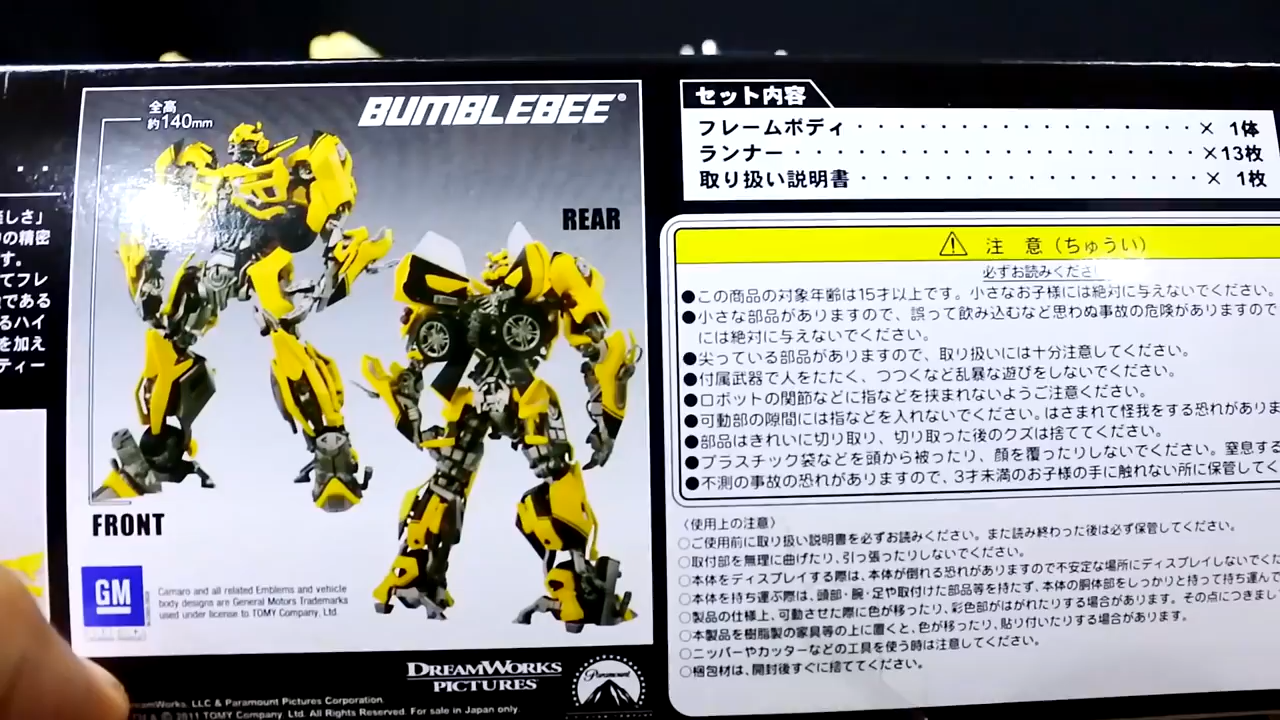 全高
約140mm
BUMBLEBEE
REAR
FRONT
GM
Camaro and all related Emblems and vehicle
body designs are General Motors Trademarks
used under license to TOMY Company, Ltd.
DREAMWORKS
PICTURES
Paramount
LLC & Paramount Pictures Corporation.
© 2011 TOMY Company, Ltd. All Rights Reserved. For sale in Japan only.
の精密
す。
てフレ
である
るハイ
を加え
ティー
セット内容
フレームボディ・・・・・・・・・・・・・・・・・・× 1体
ランナー・・・・・・・・・・・・・・・・・・・・・×13枚
取り扱い説明書・・・・・・・・・・・・・・・・・・× 1枚
⚠ 注 意(ちゅうい)
必ずお読みくださ
●この商品の対象年齢は15才以上です。小さなお子様には絶対に与えないでください。
●小さな部品がありますので、誤って飲み込むなど思わぬ事故の危険がありますので
には絶対に与えないでください。
●尖っている部品がありますので、取り扱いには十分注意してください。
●付属武器で人をたたく、つつくなど乱暴な遊びをしないでください。
●ロボットの関節などに指などを挟まれないようご注意ください。
●可動部の隙間には指などを入れないでください。はさまれて怪我をする恐れがありま
●部品はきれいに切り取り、切り取った後のクズは捨ててください。
●プラスチック袋などを頭から被ったり、顔を覆ったりしないでください。窒息する
●不測の事故の恐れがありますので、3才未満のお子様の手に触れない所に保管してく
〈使用上の注意〉
○ご使用前に取り扱い説明書を必ずお読みください。また読み終わった後は必ず保管してください。
○取付部を無理に曲げたり、引っ張ったりしないでください。
○本体をディスプレイする際は、本体が倒れる恐れがありますので不安定な場所にディスプレイしないでくだ
○本体を持ち運ぶ際は、頭部・腕・足や取付けた部品等を持たず、本体の胴体部をしっかりと持って持ち運んで
○製品の仕様上、可動させた際に色が移ったり、彩色部がはがれたりする場合があります。その点につきまし
○本製品を樹脂製の家具等の上に置くと、色が移ったり、貼り付いたりする場合があります。
○ニッパーやカッターなどの工具を使う時は注意してください。
○梱包材は、開封後すぐに捨ててください。